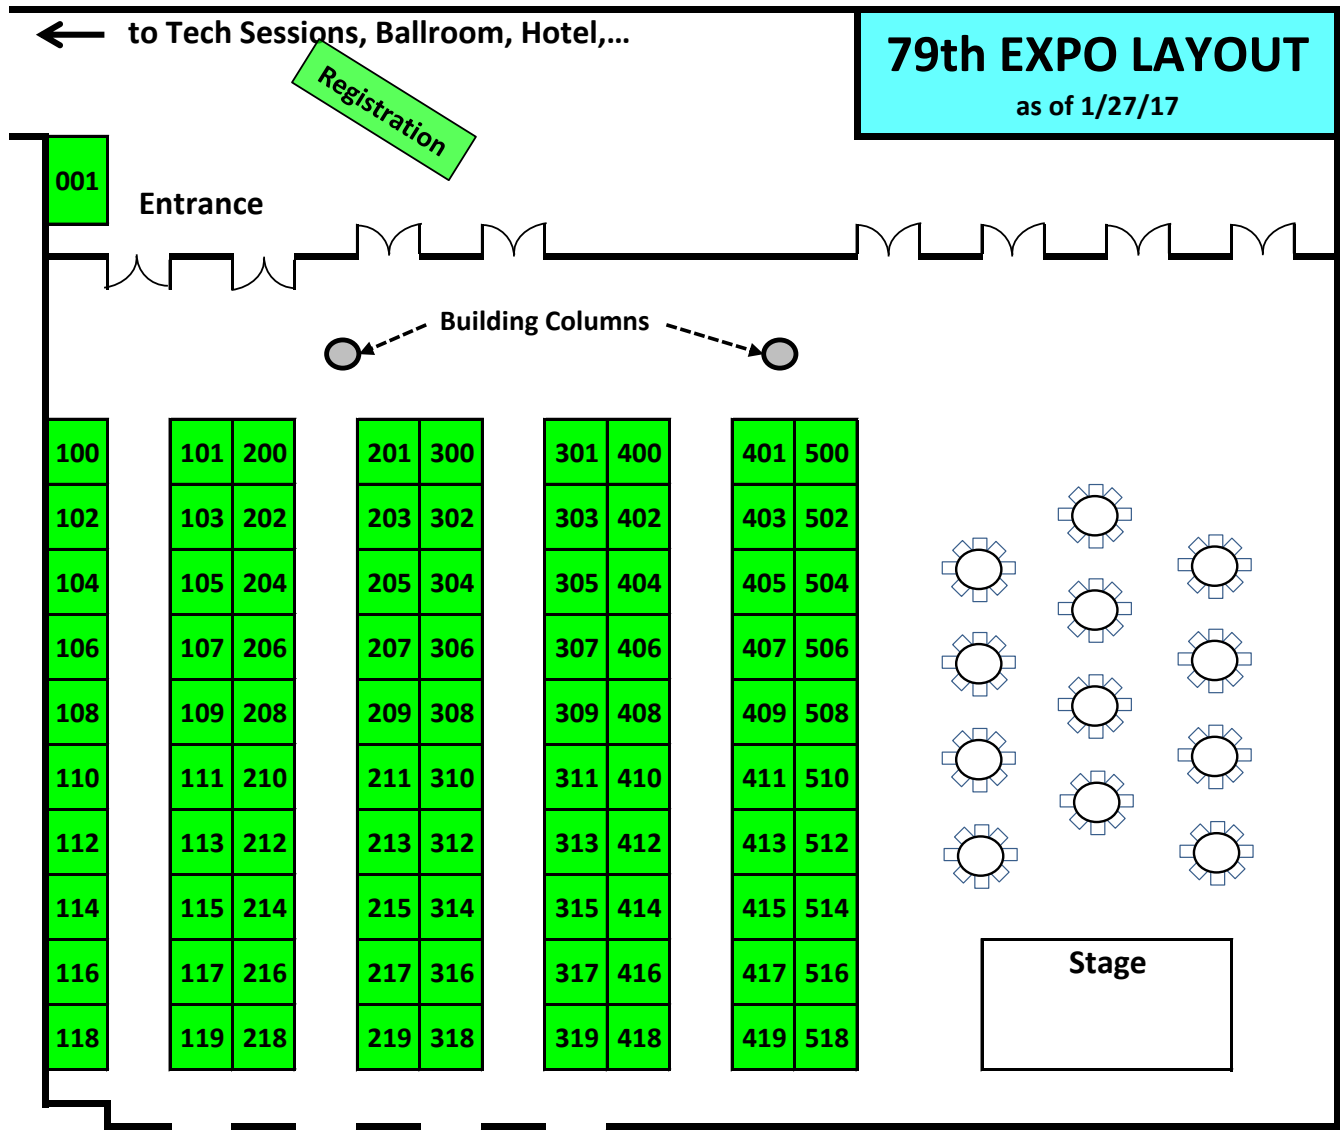 to Tech Sessions, Ballroom, Hotel,...
79th EXPO LAYOUT
as of 1/27/17
Registration
001
Entrance
Building Columns
100 101 200 201 300 301 400 401 500
102 103 202 203 302 303 402 403 502
104 105 204 205 304 305 404 405 504
106 107 206 207 306 307 406 407 506
108 109 208 209 308 309 408 409 508
110 111 210 211 310 311 410 411 510
112 113 212 213 312 313 412 413 512
114 115 214 215 314 315 414 415 514
116 117 216 217 316 317 416 417 516
118 119 218 219 318 319 418 419 518
Stage